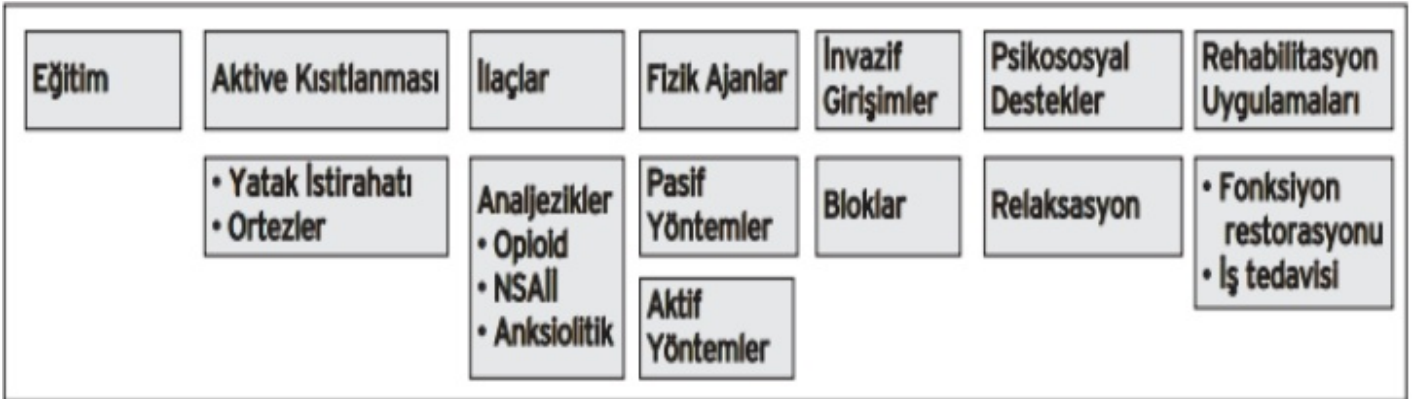 Eğitim
Aktive Kısıtlanması
İlaçlar
Fizik Ajanlar
İnvazif
Girişimler
Psikososyal
Destekler
Rehabilitasyon
Uygulamaları
• Yatak İstirahatı
• Ortezler
Analjezikler
• Opioid
• NSAİİ
• Anksiolitik
Pasif
Yöntemler
Aktif
Yöntemler
Bloklar
Relaksasyon
• Fonksiyon
restorasyonu
• İş tedavisi